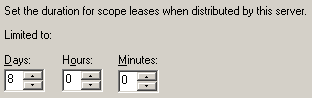 Set the duration for scope leases when distributed by this server.
Limited to:
Days: Hours: Minutes:
8 0 0